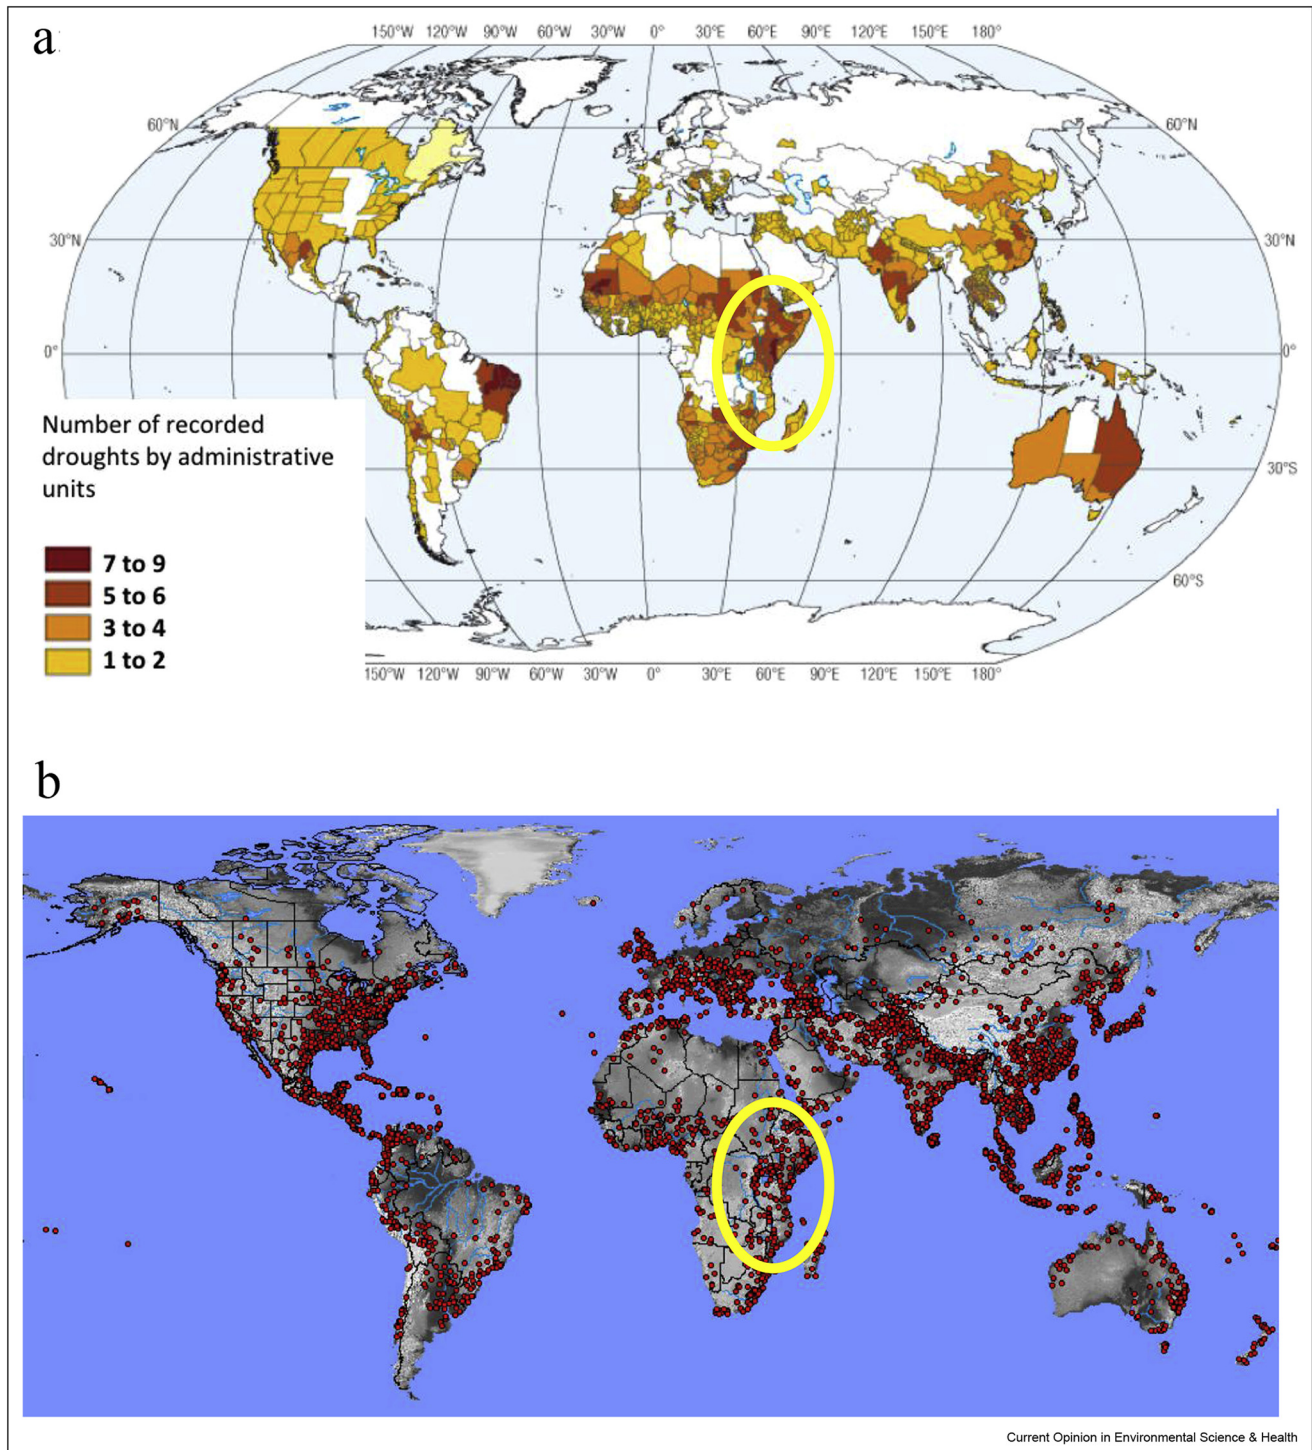 a:
150°W 120°W 90°W 60°W 30°W 0° 30°E 60°E 90°E 120°E 150°E 180°
60°N 60°N
30°N 30°N
0° 0°
Number of recorded
droughts by administrative
units
30°S
7 to 9
5 to 6
60°S
3 to 4
1 to 2
150°W 120°W 90°W 60°W 30°W 0° 30°E 60°E 90°E 120°E 150°E 180°
b
Current Opinion in Environmental Science & Health